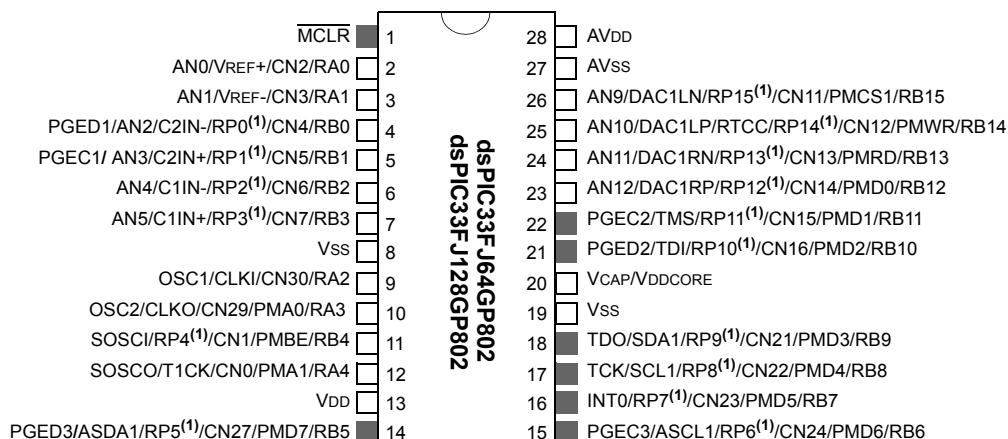 MCLR 1 28 AVDD
AN0/VREF+/CN2/RA0 2 27 AVSS
AN1/VREF-/CN3/RA1 3 26 AN9/DAC1LN/RP15(1)/CN11/PMCS1/RB15
PGED1/AN2/C2IN-/RP0(1)/CN4/RB0 4 25 AN10/DAC1LP/RTCC/RP14(1)/CN12/PMWR/RB14
PGEC1/ AN3/C2IN+/RP1(1)/CN5/RB1 5 24 AN11/DAC1RN/RP13(1)/CN13/PMRD/RB13
AN4/C1IN-/RP2(1)/CN6/RB2 6 23 AN12/DAC1RP/RP12(1)/CN14/PMD0/RB12
AN5/C1IN+/RP3(1)/CN7/RB3 7 22 PGEC2/TMS/RP11(1)/CN15/PMD1/RB11
VSS 8 21 PGED2/TDI/RP10(1)/CN16/PMD2/RB10
OSC1/CLKI/CN30/RA2 9 20 VCAP/VDDCORE
OSC2/CLKO/CN29/PMA0/RA3 10 19 VSS
SOSCI/RP4(1)/CN1/PMBE/RB4 11 18 TDO/SDA1/RP9(1)/CN21/PMD3/RB9
SOSCO/T1CK/CN0/PMA1/RA4 12 17 TCK/SCL1/RP8(1)/CN22/PMD4/RB8
VDD 13 16 INT0/RP7(1)/CN23/PMD5/RB7
PGED3/ASDA1/RP5(1)/CN27/PMD7/RB5 14 15 PGEC3/ASCL1/RP6(1)/CN24/PMD6/RB6
dsPIC33FJ64GP802
dsPIC33FJ128GP802